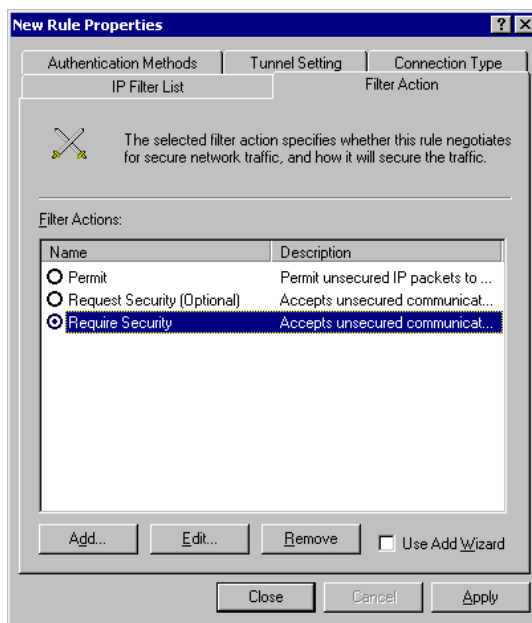 New Rule Properties
Authentication Methods Tunnel Setting Connection Type
IP Filter List Filter Action
The selected filter action specifies whether this rule negotiates
for secure network traffic, and how it will secure the traffic.
Filter Actions:
Name Description
Permit Permit unsecured IP packets to ...
Request Security (Optional) Accepts unsecured communicat...
Require Security Accepts unsecured communicat...
Add... Edit... Remove Use Add Wizard
Close Cancel Apply